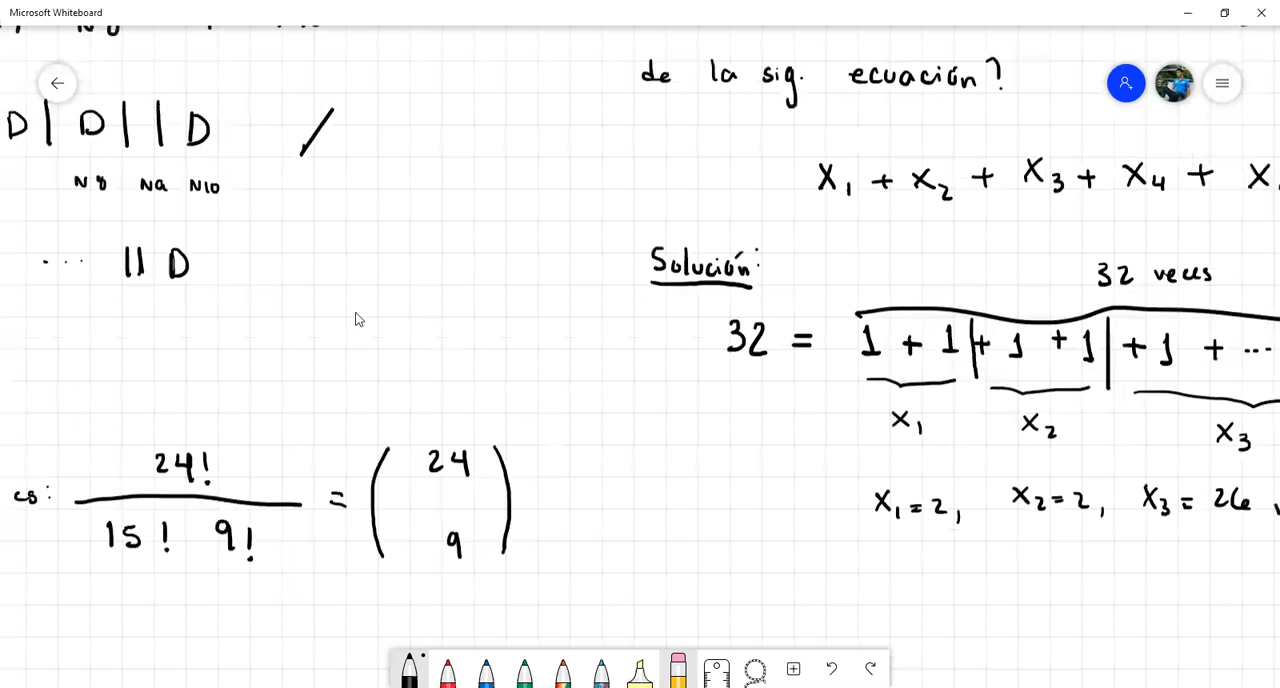 Microsoft Whiteboard
D | D | | D /
N8 N9 N10
... || D
es: 24! / 15! 9! = ( 24 9 )
de la sig. ecuación?
x₁ + x₂ + x₃ + x₄ + x
Solución:
32 veces
32 = 1 + 1 | + 1 + 1 | + 1 + ...
x₁ x₂ x₃
x₁ = 2, x₂ = 2, x₃ = 26